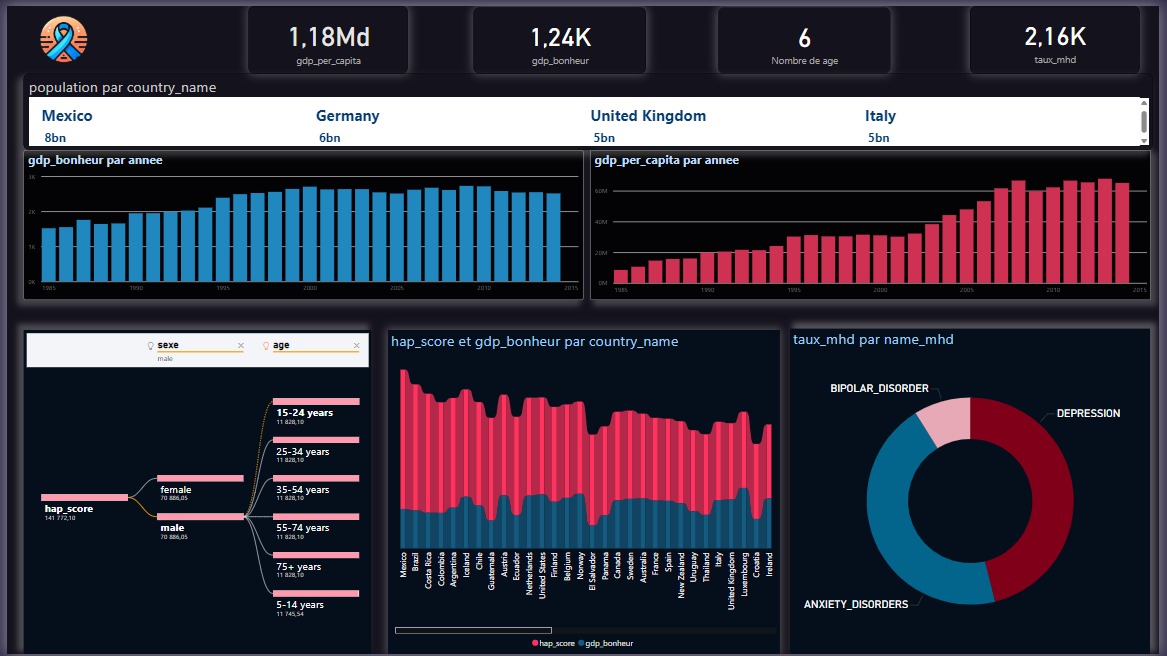 1,18Md
gdp_per_capita
1,24K
gdp_bonheur
6
Nombre de age
2,16K
taux_mhd
population par country_name
Mexico
Germany
United Kingdom
Italy
8bn
6bn
5bn
5bn
gdp_bonheur par annee
3K
2K
1K
0K
1985
1990
1995
2000
2005
2010
2015
gdp_per_capita par annee
60M
40M
20M
0M
1985
1990
1995
2000
2005
2010
2015
sexe
male
age
hap_score
141 772,10
female
70 886,05
male
70 886,05
15-24 years
11 828,10
25-34 years
11 828,10
35-54 years
11 828,10
55-74 years
11 828,10
75+ years
11 828,10
5-14 years
11 745,54
hap_score et gdp_bonheur par country_name
Mexico
Brazil
Costa Rica
Colombia
Argentina
Iceland
Chile
Guatemala
Austria
Ecuador
Netherlands
United States
Finland
Belgium
Norway
El Salvador
Panama
Canada
Sweden
Australia
France
Spain
New Zealand
Uruguay
Thailand
Italy
United Kingdom
Luxembourg
Croatia
Ireland
hap_score
gdp_bonheur
taux_mhd par name_mhd
BIPOLAR_DISORDER
DEPRESSION
ANXIETY_DISORDERS